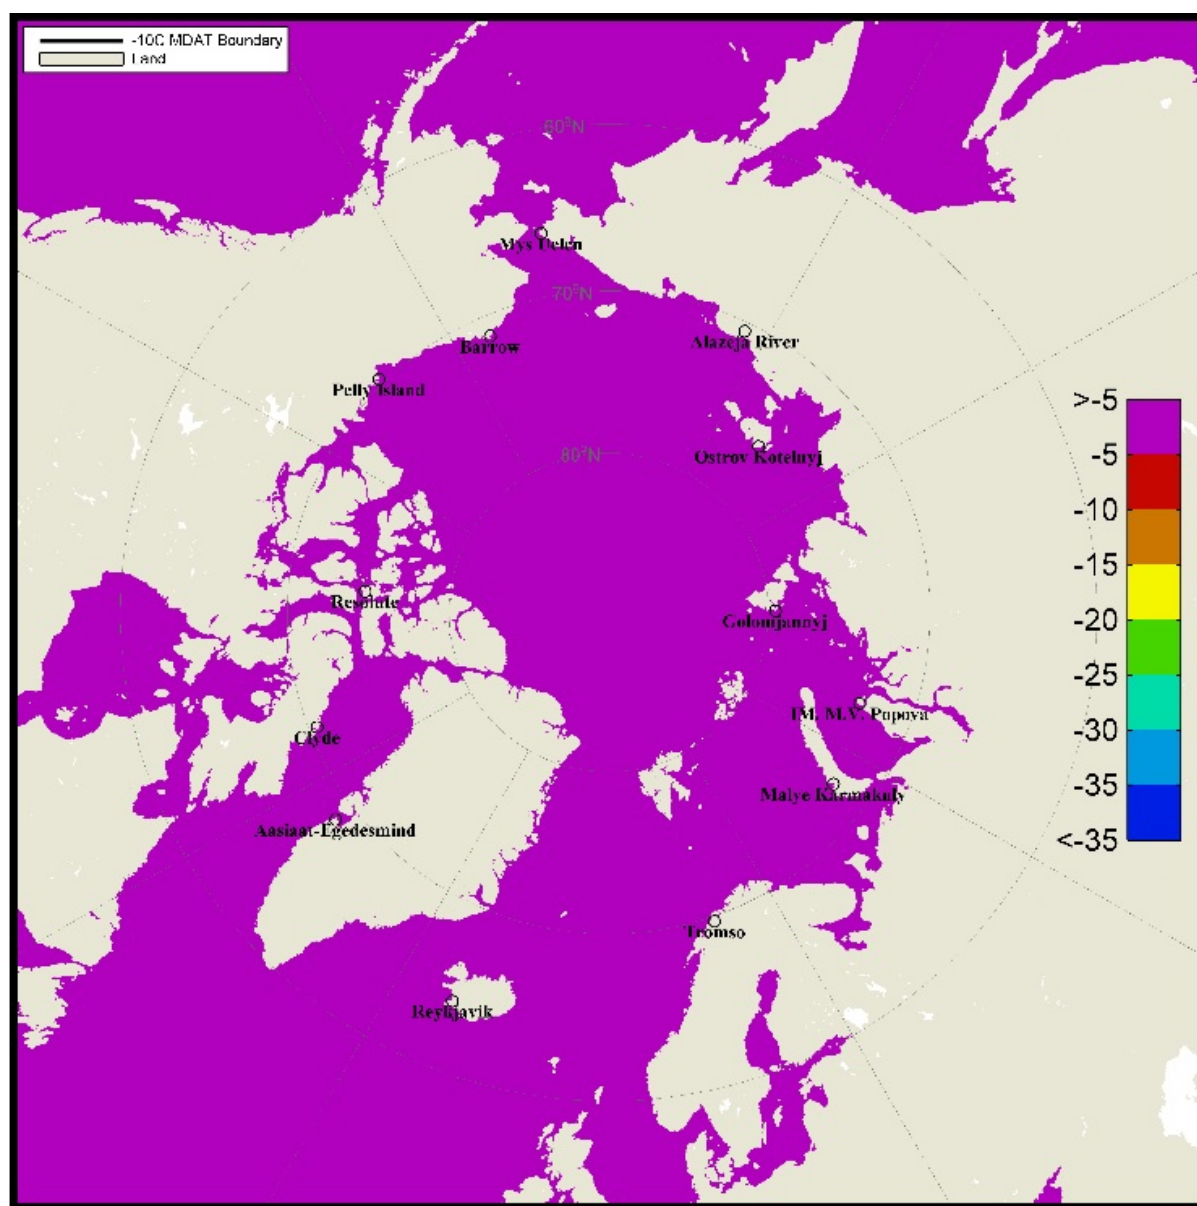 -10C MDAT Boundary
Land
60°N
Mys Uelen
70°N
Barrow
Alazeja River
Pelly Island
>-5
-5
80°N
Ostrov Kotelnyj
-10
-15
Resolute
Golomjannyj
-20
-25
IM. M.V. Popova
Clyde
-30
Malye Karmakuly
-35
Aasiaat-Egedesmind
<-35
Tromso
Reykjavik